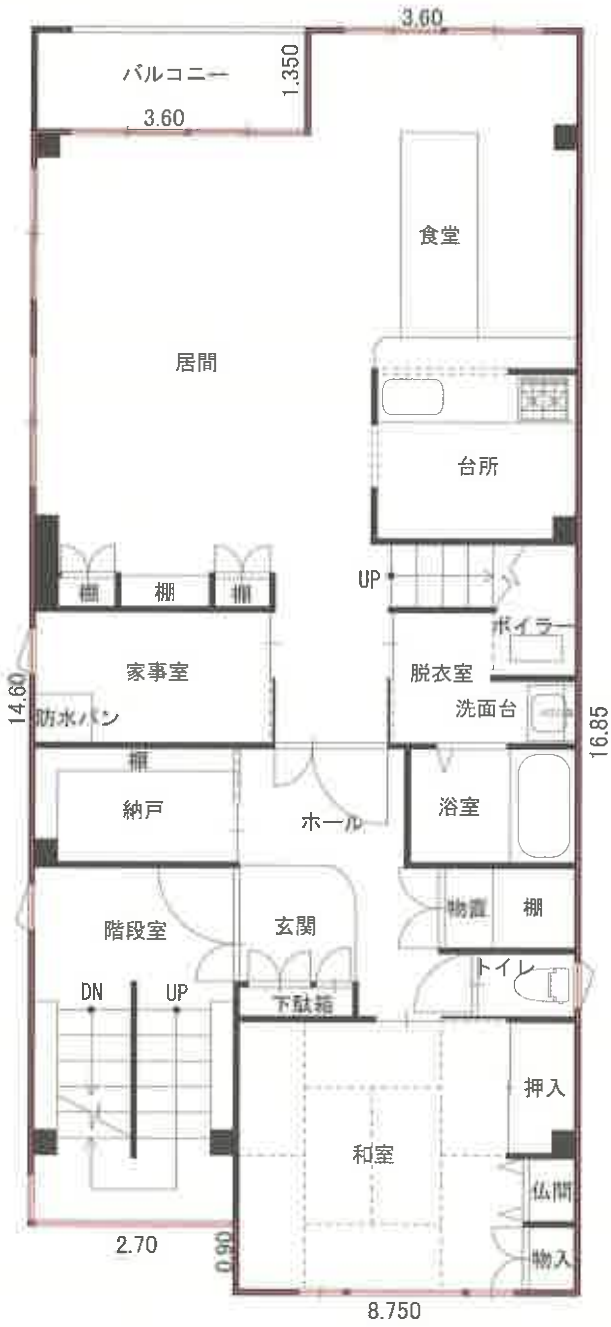 3.60
バルコニー
1.350
3.60
食堂
居間
台所
UP
棚
棚
棚
ボイラー
家事室
脱衣室
洗面台
防水パン
14.60
16.85
棚
納戸
ホール
浴室
物置
棚
階段室
玄関
トイレ
DN
UP
下駄箱
押入
和室
仏間
物入
2.70
0.90
8.750